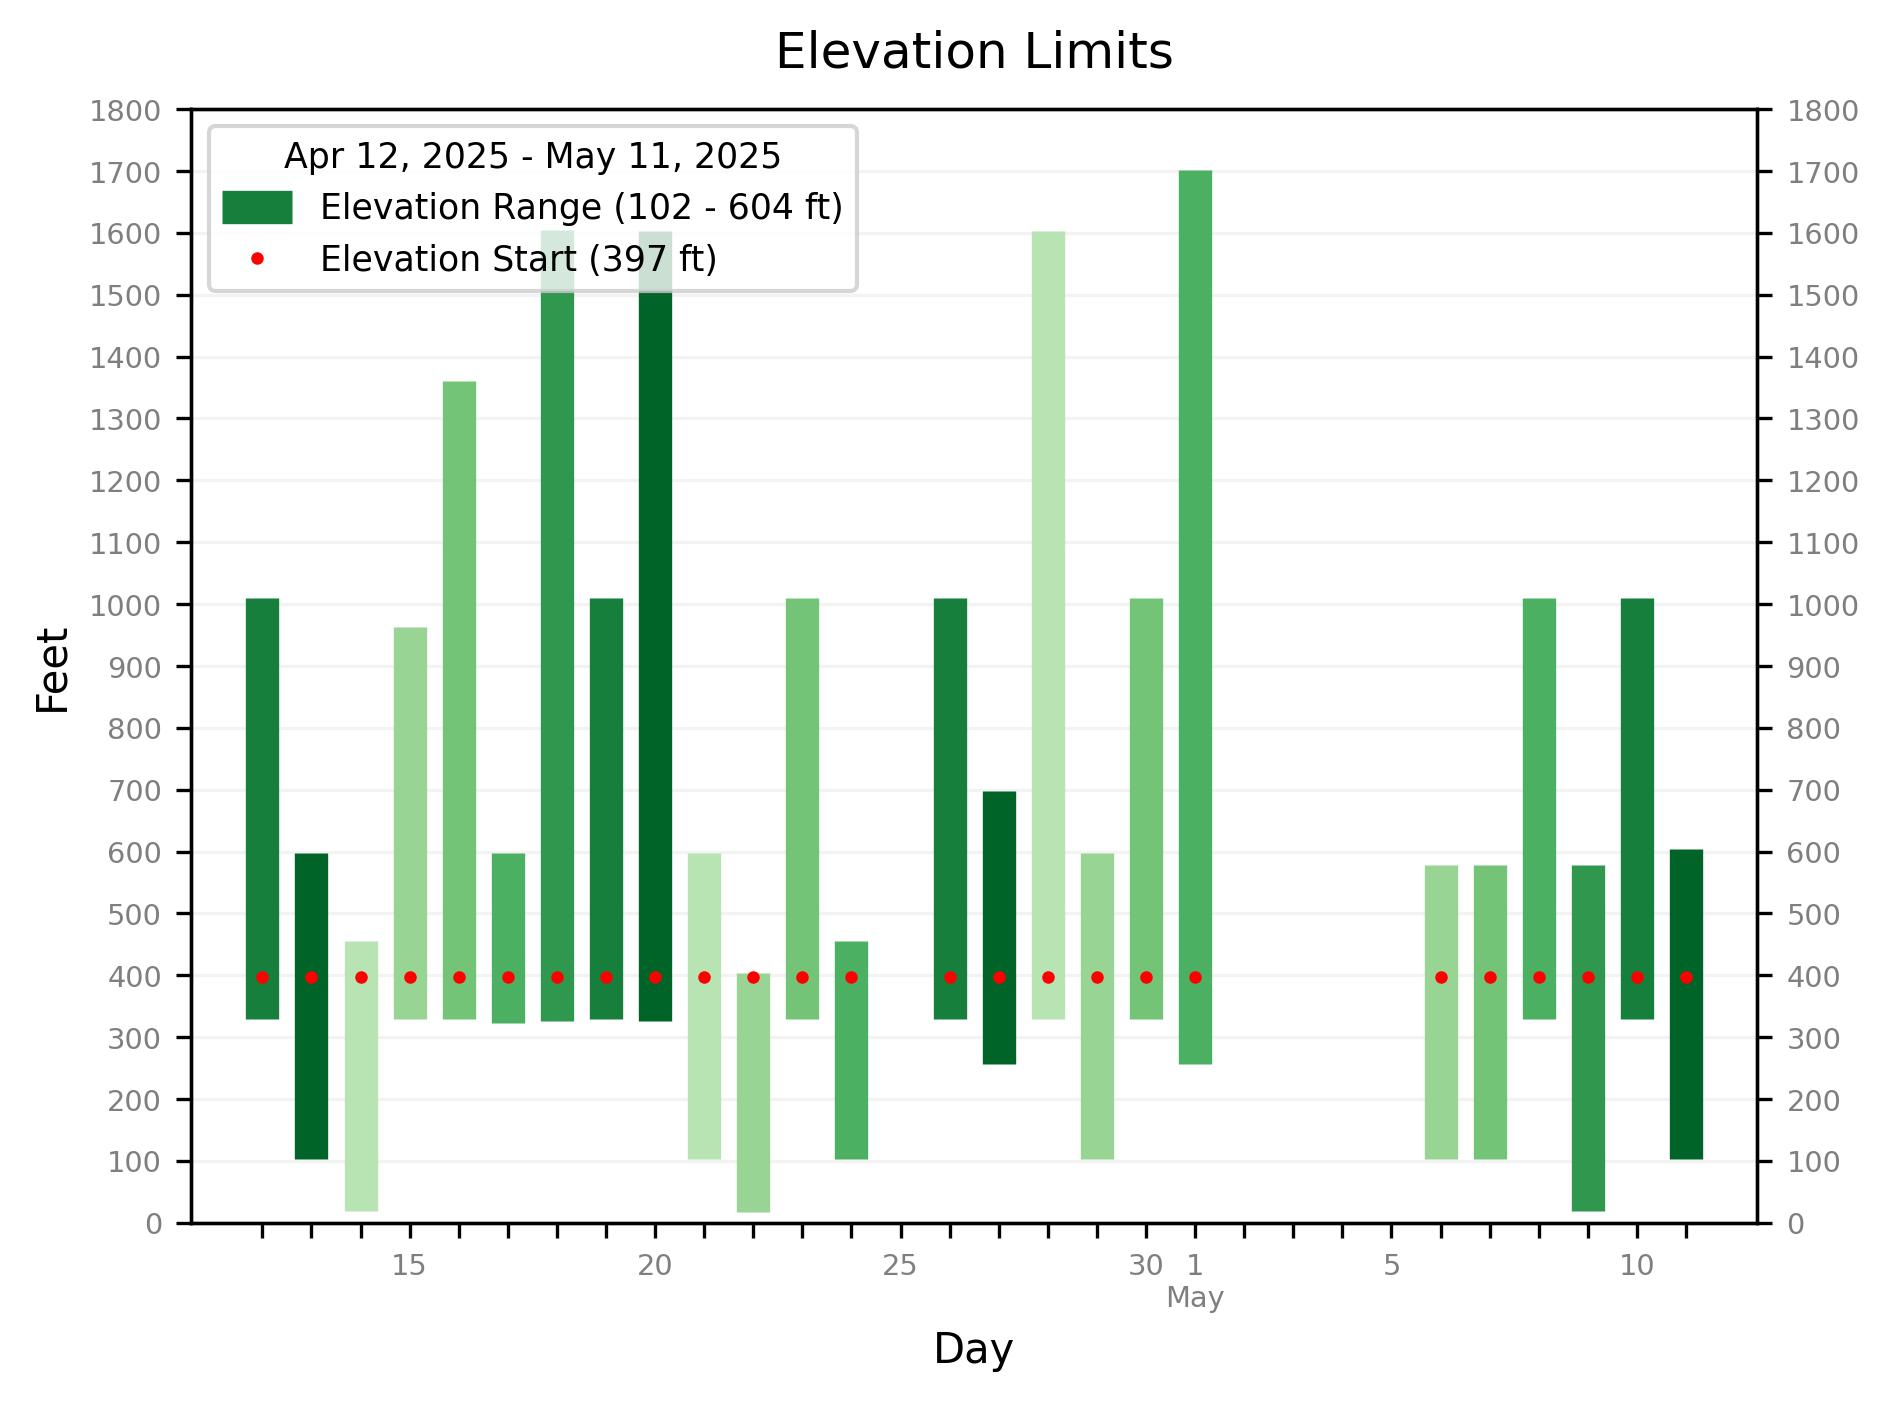 Elevation Limits
1800 1800
1700 1700
1600 1600
1500 1500
1400 1400
1300 1300
1200 1200
1100 1100
1000 1000
900 900
800 800
700 700
600 600
500 500
400 400
300 300
200 200
100 100
0 0
Apr 12, 2025 - May 11, 2025
Elevation Range (102 - 604 ft)
Elevation Start (397 ft)
Feet
15 20 25 30 1 5 10
May
Day